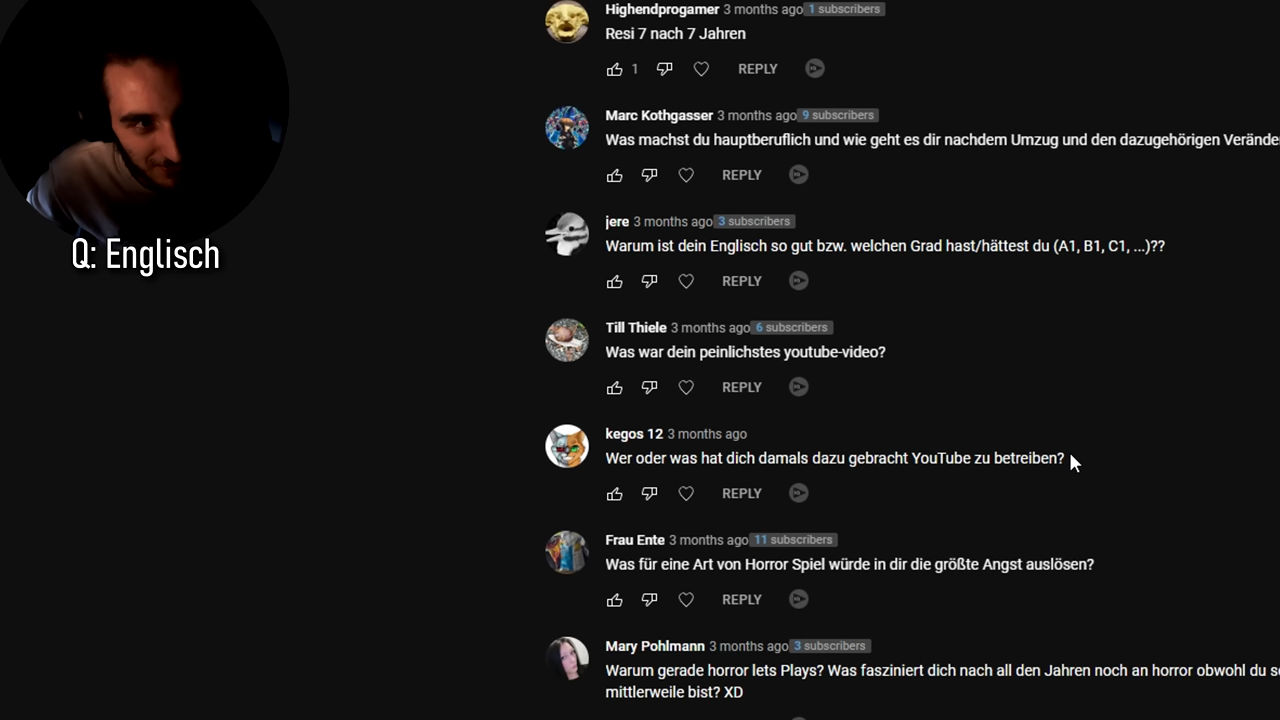 Highendprogamer 3 months ago 1 subscribers
Resi 7 nach 7 Jahren
1 REPLY
Marc Kothgasser 3 months ago 9 subscribers
Was machst du hauptberuflich und wie geht es dir nachdem Umzug und den dazugehörigen Verände
REPLY
jere 3 months ago 3 subscribers
Warum ist dein Englisch so gut bzw. welchen Grad hast/hättest du (A1, B1, C1, ...)??
Q: Englisch
REPLY
Till Thiele 3 months ago 6 subscribers
Was war dein peinlichstes youtube-video?
REPLY
kegos 12 3 months ago
Wer oder was hat dich damals dazu gebracht YouTube zu betreiben?
REPLY
Frau Ente 3 months ago 11 subscribers
Was für eine Art von Horror Spiel würde in dir die größte Angst auslösen?
REPLY
Mary Pohlmann 3 months ago 3 subscribers
Warum gerade horror lets Plays? Was fasziniert dich nach all den Jahren noch an horror obwohl du s
mittlerweile bist? XD